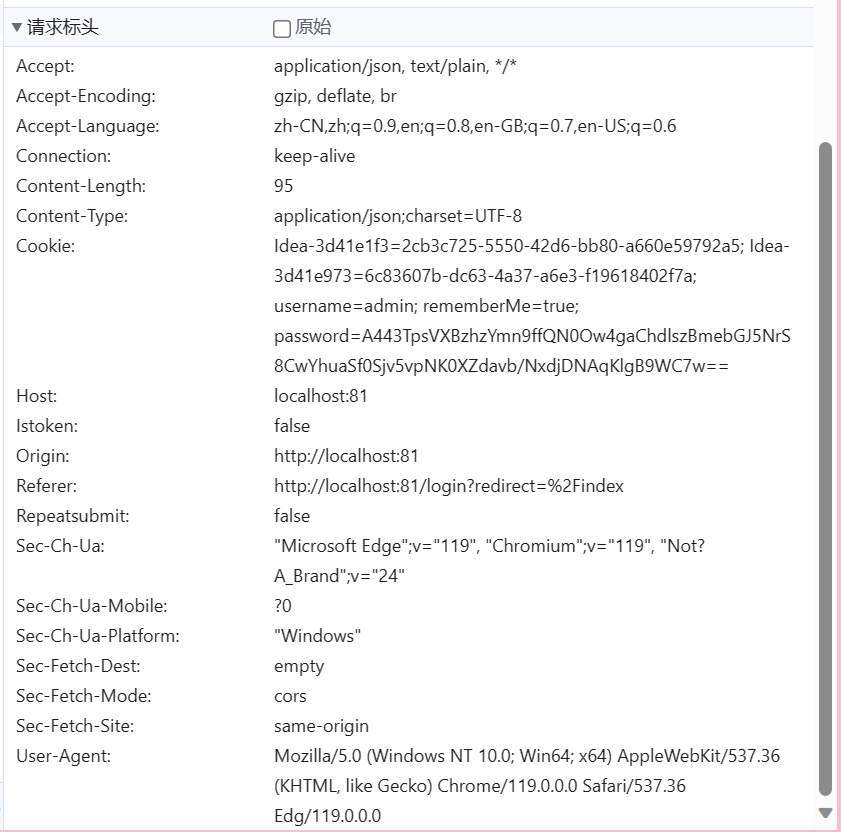 ▼ 请求标头 原始
Accept: application/json, text/plain, */*
Accept-Encoding: gzip, deflate, br
Accept-Language: zh-CN,zh;q=0.9,en;q=0.8,en-GB;q=0.7,en-US;q=0.6
Connection: keep-alive
Content-Length: 95
Content-Type: application/json;charset=UTF-8
Cookie: Idea-3d41e1f3=2cb3c725-5550-42d6-bb80-a660e59792a5; Idea-
3d41e973=6c83607b-dc63-4a37-a6e3-f19618402f7a;
username=admin; rememberMe=true;
password=A443TpsVXBzhzYmn9ffQN0Ow4gaChdlszBmebGJ5NrS
8CwYhuaSf0Sjv5vpNK0XZdavb/NxdjDNAqKlgB9WC7w==
Host: localhost:81
Istoken: false
Origin: http://localhost:81
Referer: http://localhost:81/login?redirect=%2Findex
Repeatsubmit: false
Sec-Ch-Ua: "Microsoft Edge";v="119", "Chromium";v="119", "Not?
A_Brand";v="24"
Sec-Ch-Ua-Mobile: ?0
Sec-Ch-Ua-Platform: "Windows"
Sec-Fetch-Dest: empty
Sec-Fetch-Mode: cors
Sec-Fetch-Site: same-origin
User-Agent: Mozilla/5.0 (Windows NT 10.0; Win64; x64) AppleWebKit/537.36
(KHTML, like Gecko) Chrome/119.0.0.0 Safari/537.36
Edg/119.0.0.0